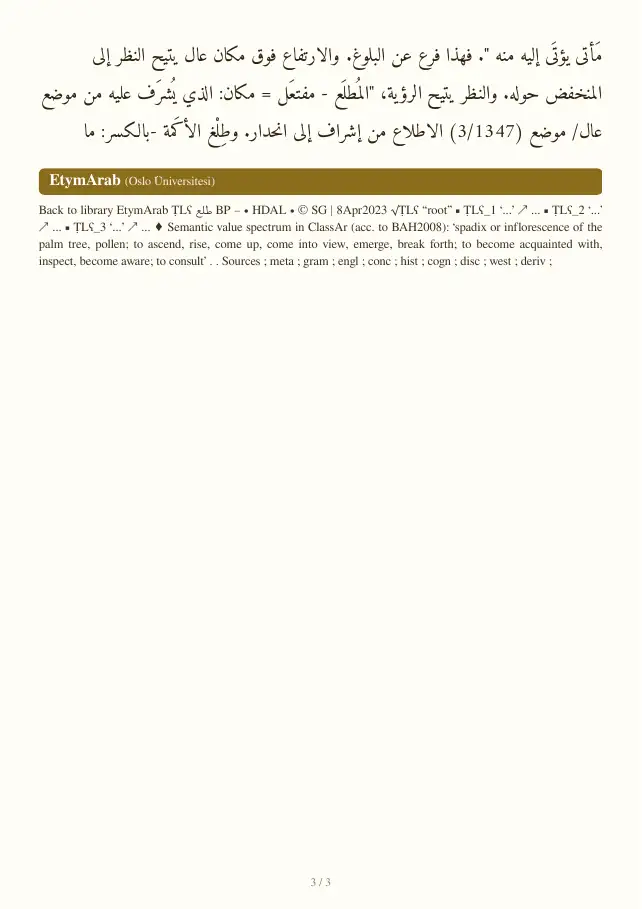 مَأتى يؤتَى إليه منه ". فهذا فرع عن البلوغ. والارتفاع فوق مكان عال يتيح النظر إلى
المنخفض حوله. والنظر يتيح الرؤية، "المُطلَع - مفتعَل = مكان: الذي يُشرَف عليه من موضع
عال/ موضع (3/1347) الاطلاع من إشراف إلى انحدار. وطِلْع الأكَمة -بالكسر: ما
EtymArab (Oslo Üniversitesi)
Back to library EtymArab ṬLʕ طلع BP – • HDAL • © SG | 8Apr2023 √ṬLʕ “root” ▪ ṬLʕ_1 ‘...’ ↗ ... ▪ ṬLʕ_2 ‘...’
↗ ... ▪ ṬLʕ_3 ‘...’ ↗ ... ♦ Semantic value spectrum in ClassAr (acc. to BAH2008): ‘spadix or inflorescence of the
palm tree, pollen; to ascend, rise, come up, come into view, emerge, break forth; to become acquainted with,
inspect, become aware; to consult’ . . Sources ; meta ; gram ; engl ; conc ; hist ; cogn ; disc ; west ; deriv ;
3 / 3